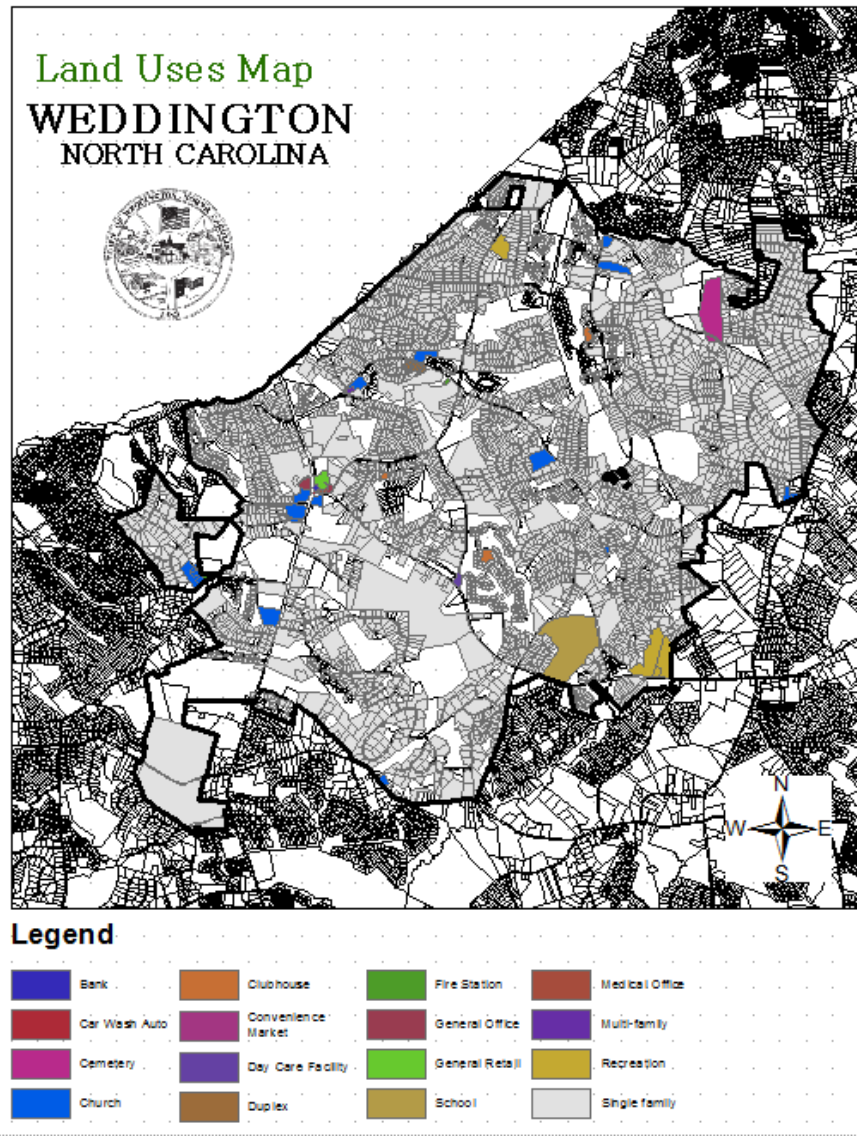 Land Uses Map
WEDDINGTON
NORTH CAROLINA
N
W E
S
Legend
Bank
Car Wash Auto
Cemetery
Church
Clubhouse
Convenience
Market
Day Care Facility
Duplex
Fire Station
General Office
General Retail
School
Medical Office
Multi-family
Recreation
Single family